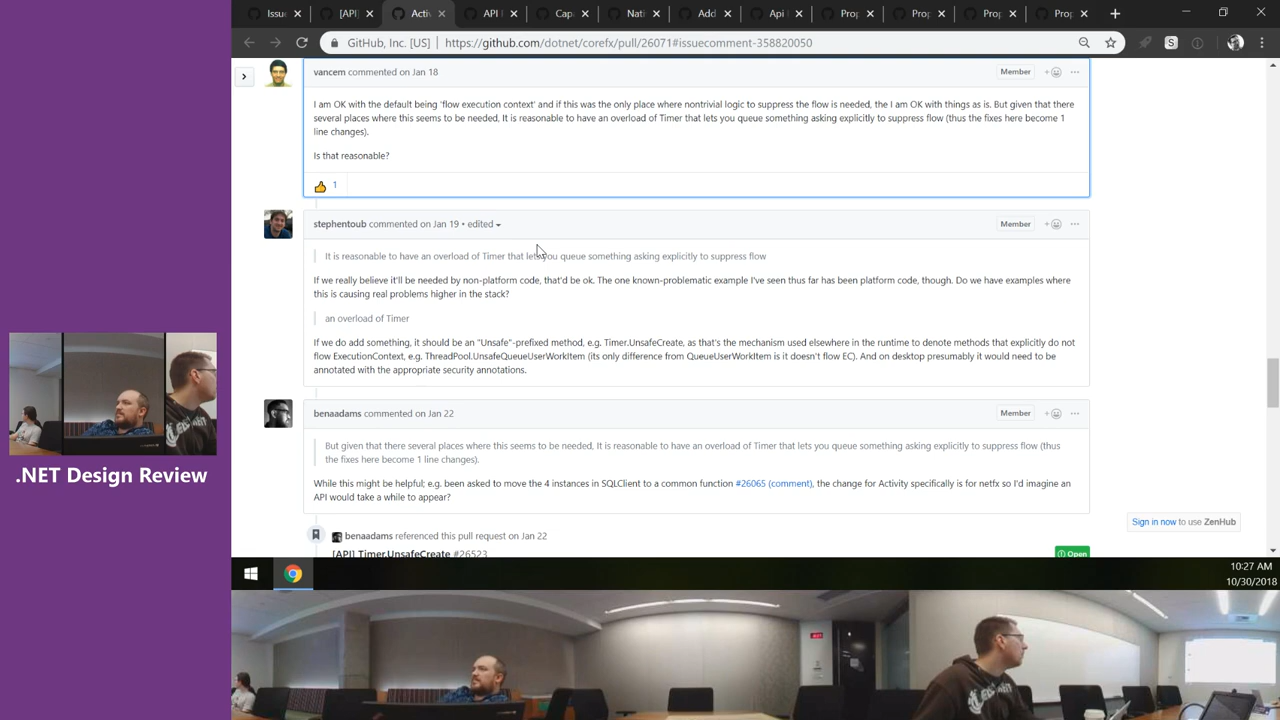 Issu
[API]
Activ
API F
Cap
Nati
Add
Api I
Prop
Prop
Prop
Prop
GitHub, Inc. [US] | https://github.com/dotnet/corefx/pull/26071#issuecomment-358820050
vancem commented on Jan 18
Member
I am OK with the default being 'flow execution context' and if this was the only place where nontrivial logic to suppress the flow is needed, the I am OK with things as is. But given that there
several places where this seems to be needed, It is reasonable to have an overload of Timer that lets you queue something asking explicitly to suppress flow (thus the fixes here become 1
line changes).
Is that reasonable?
1
stephentoub commented on Jan 19 • edited
Member
It is reasonable to have an overload of Timer that lets you queue something asking explicitly to suppress flow
If we really believe it'll be needed by non-platform code, that'd be ok. The one known-problematic example I've seen thus far has been platform code, though. Do we have examples where
this is causing real problems higher in the stack?
an overload of Timer
If we do add something, it should be an "Unsafe"-prefixed method, e.g. Timer.UnsafeCreate, as that's the mechanism used elsewhere in the runtime to denote methods that explicitly do not
flow ExecutionContext, e.g. ThreadPool.UnsafeQueueUserWorkItem (its only difference from QueueUserWorkItem is it doesn't flow EC). And on desktop presumably it would need to be
annotated with the appropriate security annotations.
benaadams commented on Jan 22
Member
But given that there several places where this seems to be needed, It is reasonable to have an overload of Timer that lets you queue something asking explicitly to suppress flow (thus
the fixes here become 1 line changes).
While this might be helpful; e.g. been asked to move the 4 instances in SQLClient to a common function #26065 (comment), the change for Activity specifically is for netfx so I'd imagine an
API would take a while to appear?
Sign in now to use ZenHub
benaadams referenced this pull request on Jan 22
[API] Timer.UnsafeCreate #26523
Open
10:27 AM
10/30/2018
.NET Design Review